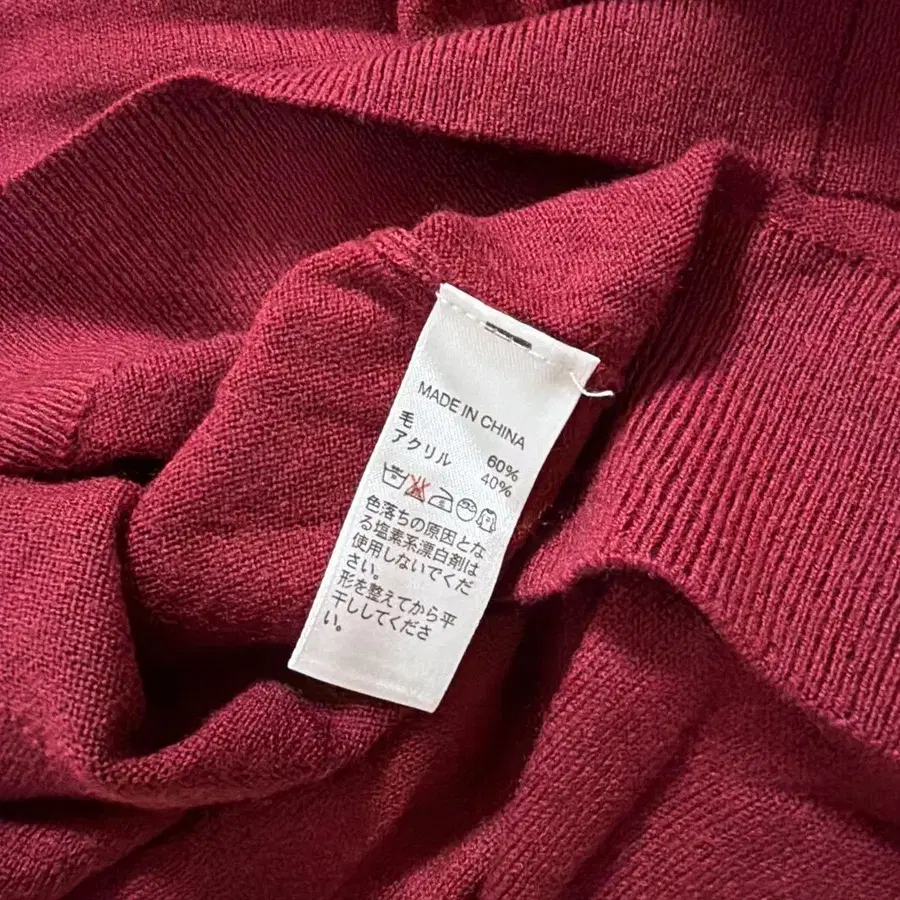 MADE IN CHINA
毛 60%
アクリル 40%
色落ちの原因とな
る塩素系漂白剤は
使用しないでくだ
さい。
形を整えてから平
干ししてくださ
い。